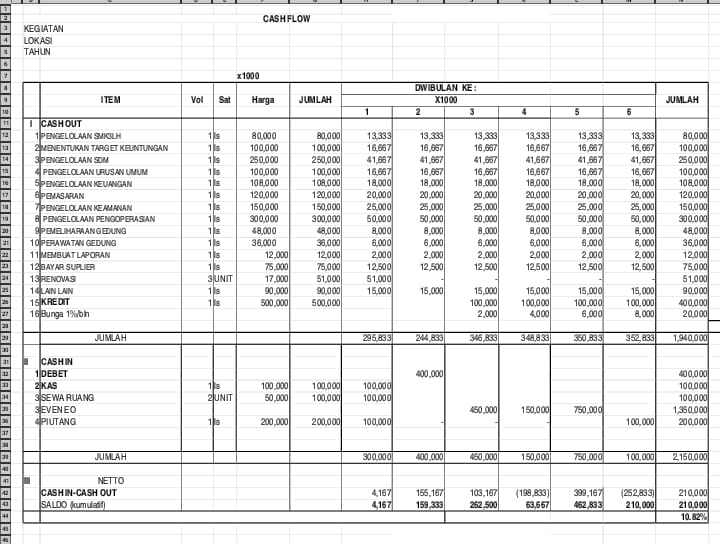 CASH FLOW
KEGIATAN
LOKASI
TAHUN
x1000
DWIBULAN KE :
ITEM Vol Sat Harga JUMLAH X1000 JUMLAH
1 2 3 4 5 6
I CASH OUT
1 PENGELOLAAN SMK3LH 1 ls 80,000 80,000 13,333 13,333 13,333 13,333 13,333 13,333 80,000
2 MENENTUKAN TARGET KEUNTUNGAN 1 ls 100,000 100,000 16,667 16,667 16,667 16,667 16,667 16,667 100,000
3 PENGELOLAAN SDM 1 ls 250,000 250,000 41,667 41,667 41,667 41,667 41,667 41,667 250,000
4 PENGELOLAAN URUSAN UMUM 1 ls 100,000 100,000 16,667 16,667 16,667 16,667 16,667 16,667 100,000
5 PENGELOLAAN KEUANGAN 1 ls 108,000 108,000 18,000 18,000 18,000 18,000 18,000 18,000 108,000
6 PEMASARAN 1 ls 120,000 120,000 20,000 20,000 20,000 20,000 20,000 20,000 120,000
7 PENGELOLAAN KEAMANAN 1 ls 150,000 150,000 25,000 25,000 25,000 25,000 25,000 25,000 150,000
8 PENGELOLAAN PENGOPERASIAN 1 ls 300,000 300,000 50,000 50,000 50,000 50,000 50,000 50,000 300,000
9 PEMELIHARAAN GEDUNG 1 ls 48,000 48,000 8,000 8,000 8,000 8,000 8,000 8,000 48,000
10 PERAWATAN GEDUNG 1 ls 36,000 36,000 6,000 6,000 6,000 6,000 6,000 6,000 36,000
11 MEMBUAT LAPORAN 1 ls 12,000 12,000 2,000 2,000 2,000 2,000 2,000 2,000 12,000
12 BAYAR SUPLIER 1 ls 75,000 75,000 12,500 12,500 12,500 12,500 12,500 12,500 75,000
13 RENOVASI 3 UNIT 17,000 51,000 51,000 - - - - - 51,000
14 LAIN LAIN 1 ls 90,000 90,000 15,000 15,000 15,000 15,000 15,000 15,000 90,000
15 KREDIT 1 ls 500,000 500,000 100,000 100,000 100,000 100,000 400,000
16 Bunga 1%/bln 2,000 4,000 6,000 8,000 20,000
JUMLAH 295,833 244,833 346,833 348,833 350,833 352,833 1,940,000
II CASH IN
1 DEBET 400,000 400,000
2 KAS 1 ls 100,000 100,000 100,000 100,000
3 SEWA RUANG 2 UNIT 50,000 100,000 100,000 100,000
3 EVEN EO 450,000 150,000 750,000 1,350,000
4 PIUTANG 1 ls 200,000 200,000 100,000 - - - - 100,000 200,000
JUMLAH 300,000 400,000 450,000 150,000 750,000 100,000 2,150,000
III NETTO
CASH IN-CASH OUT 4,167 155,167 103,167 (198,833) 399,167 (252,833) 210,000
SALDO (kumulatif) 4,167 159,333 262,500 63,667 462,833 210,000 210,000
10.82%